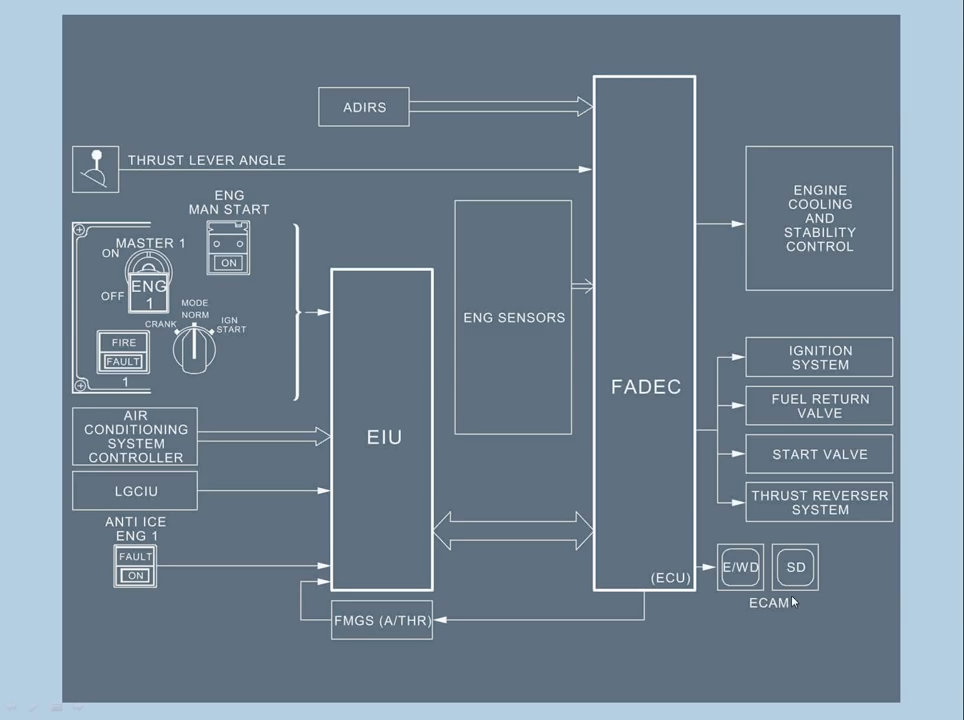 ADIRS
THRUST LEVER ANGLE
ENG
MAN START
ON
MASTER 1
ON
OFF
ENG
1
MODE
NORM
CRANK
IGN
START
FIRE
FAULT
1
AIR
CONDITIONING
SYSTEM
CONTROLLER
LGCIU
ANTI ICE
ENG 1
FAULT
ON
EIU
FMGS (A/THR)
ENG SENSORS
FADEC
(ECU)
ENGINE
COOLING
AND
STABILITY
CONTROL
IGNITION
SYSTEM
FUEL RETURN
VALVE
START VALVE
THRUST REVERSER
SYSTEM
E/WD
SD
ECAM